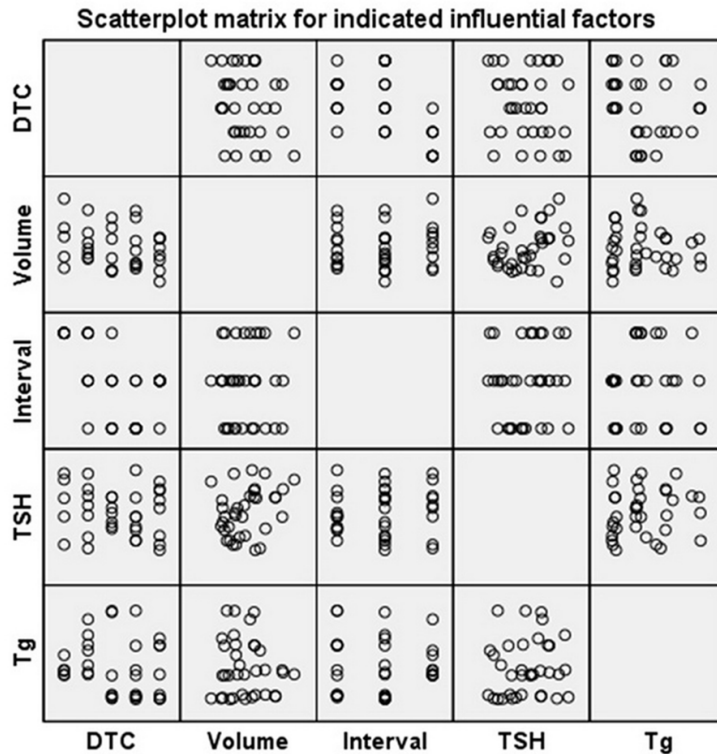 Scatterplot matrix for indicated influential factors
DTC
Volume
Interval
TSH
Tg
DTC Volume Interval TSH Tg